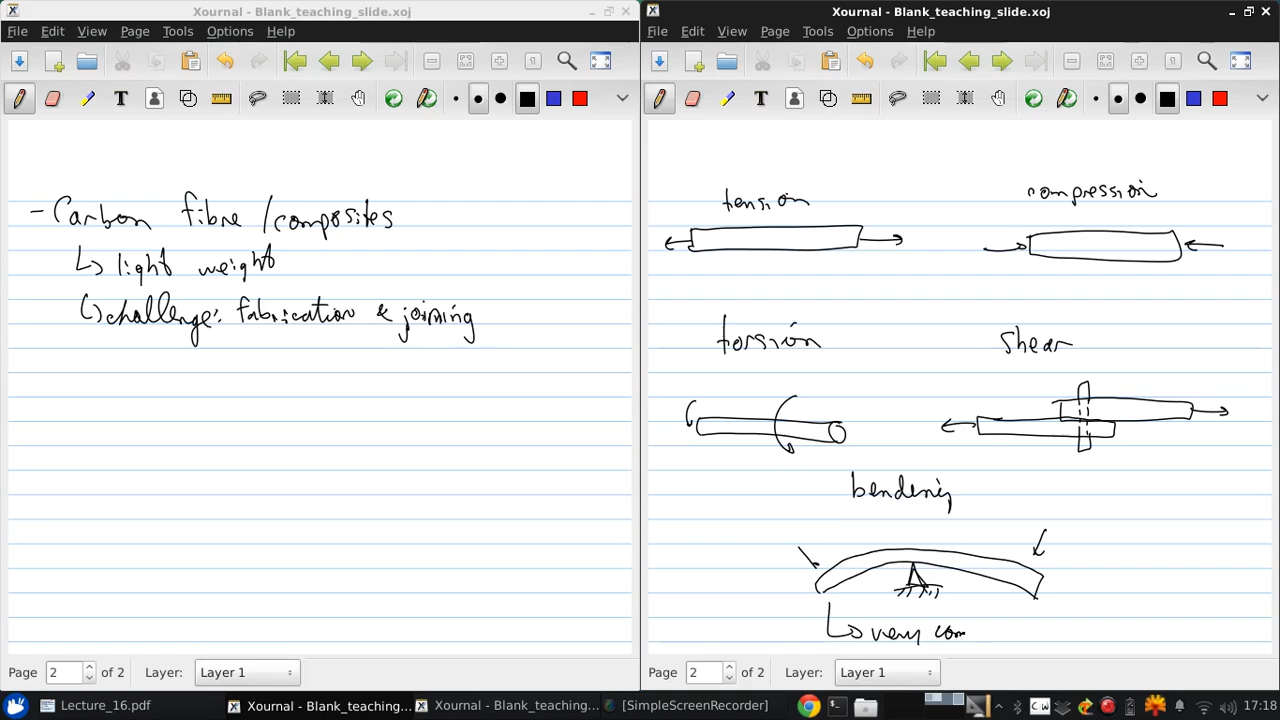 Xournal - Blank_teaching_slide.xoj
File Edit View Page Tools Options Help
- Carbon fibre / composites
light weight
challenge: fabrication & joining
Page 2 of 2 Layer: Layer 1
Xournal - Blank_teaching_slide.xoj
File Edit View Page Tools Options Help
tension
compression
torsion
shear
bending
very com
Page 2 of 2 Layer: Layer 1
Lecture_16.pdf
Xournal - Blank_teaching_...
Xournal - Blank_teaching_...
[SimpleScreenRecorder]
17:18